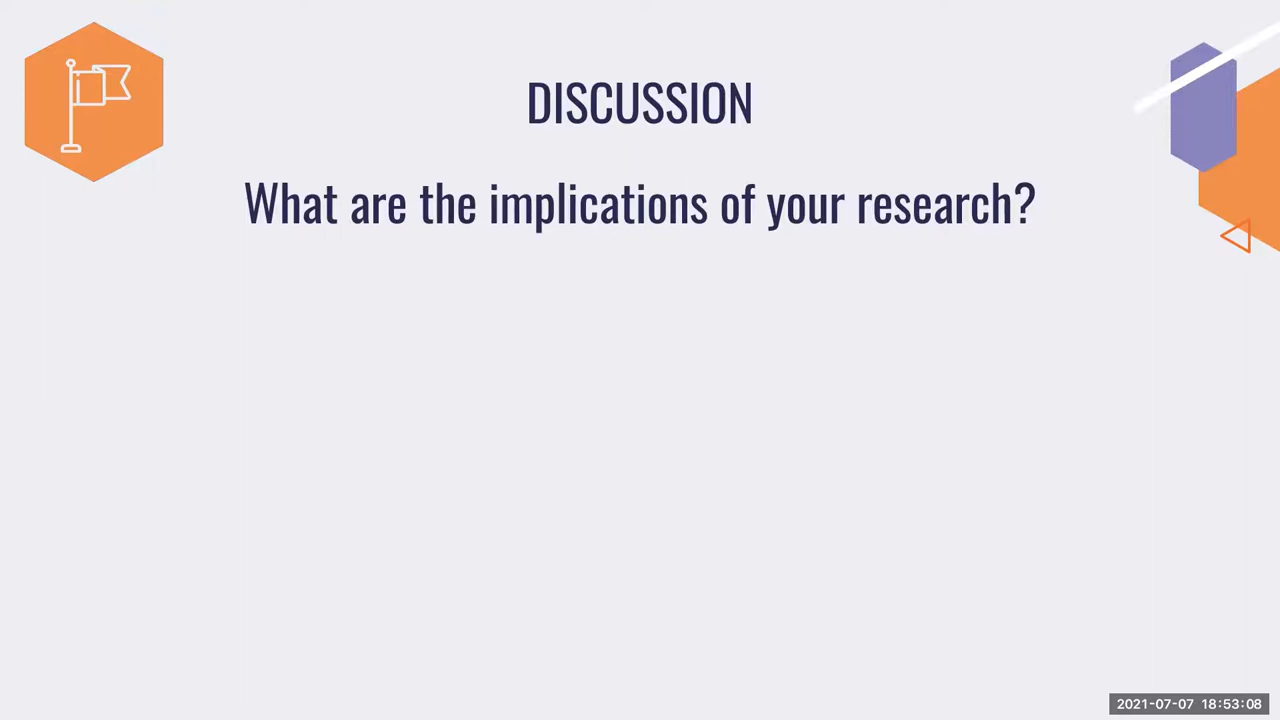 DISCUSSION
What are the implications of your research?
2021-07-07 18:53:08